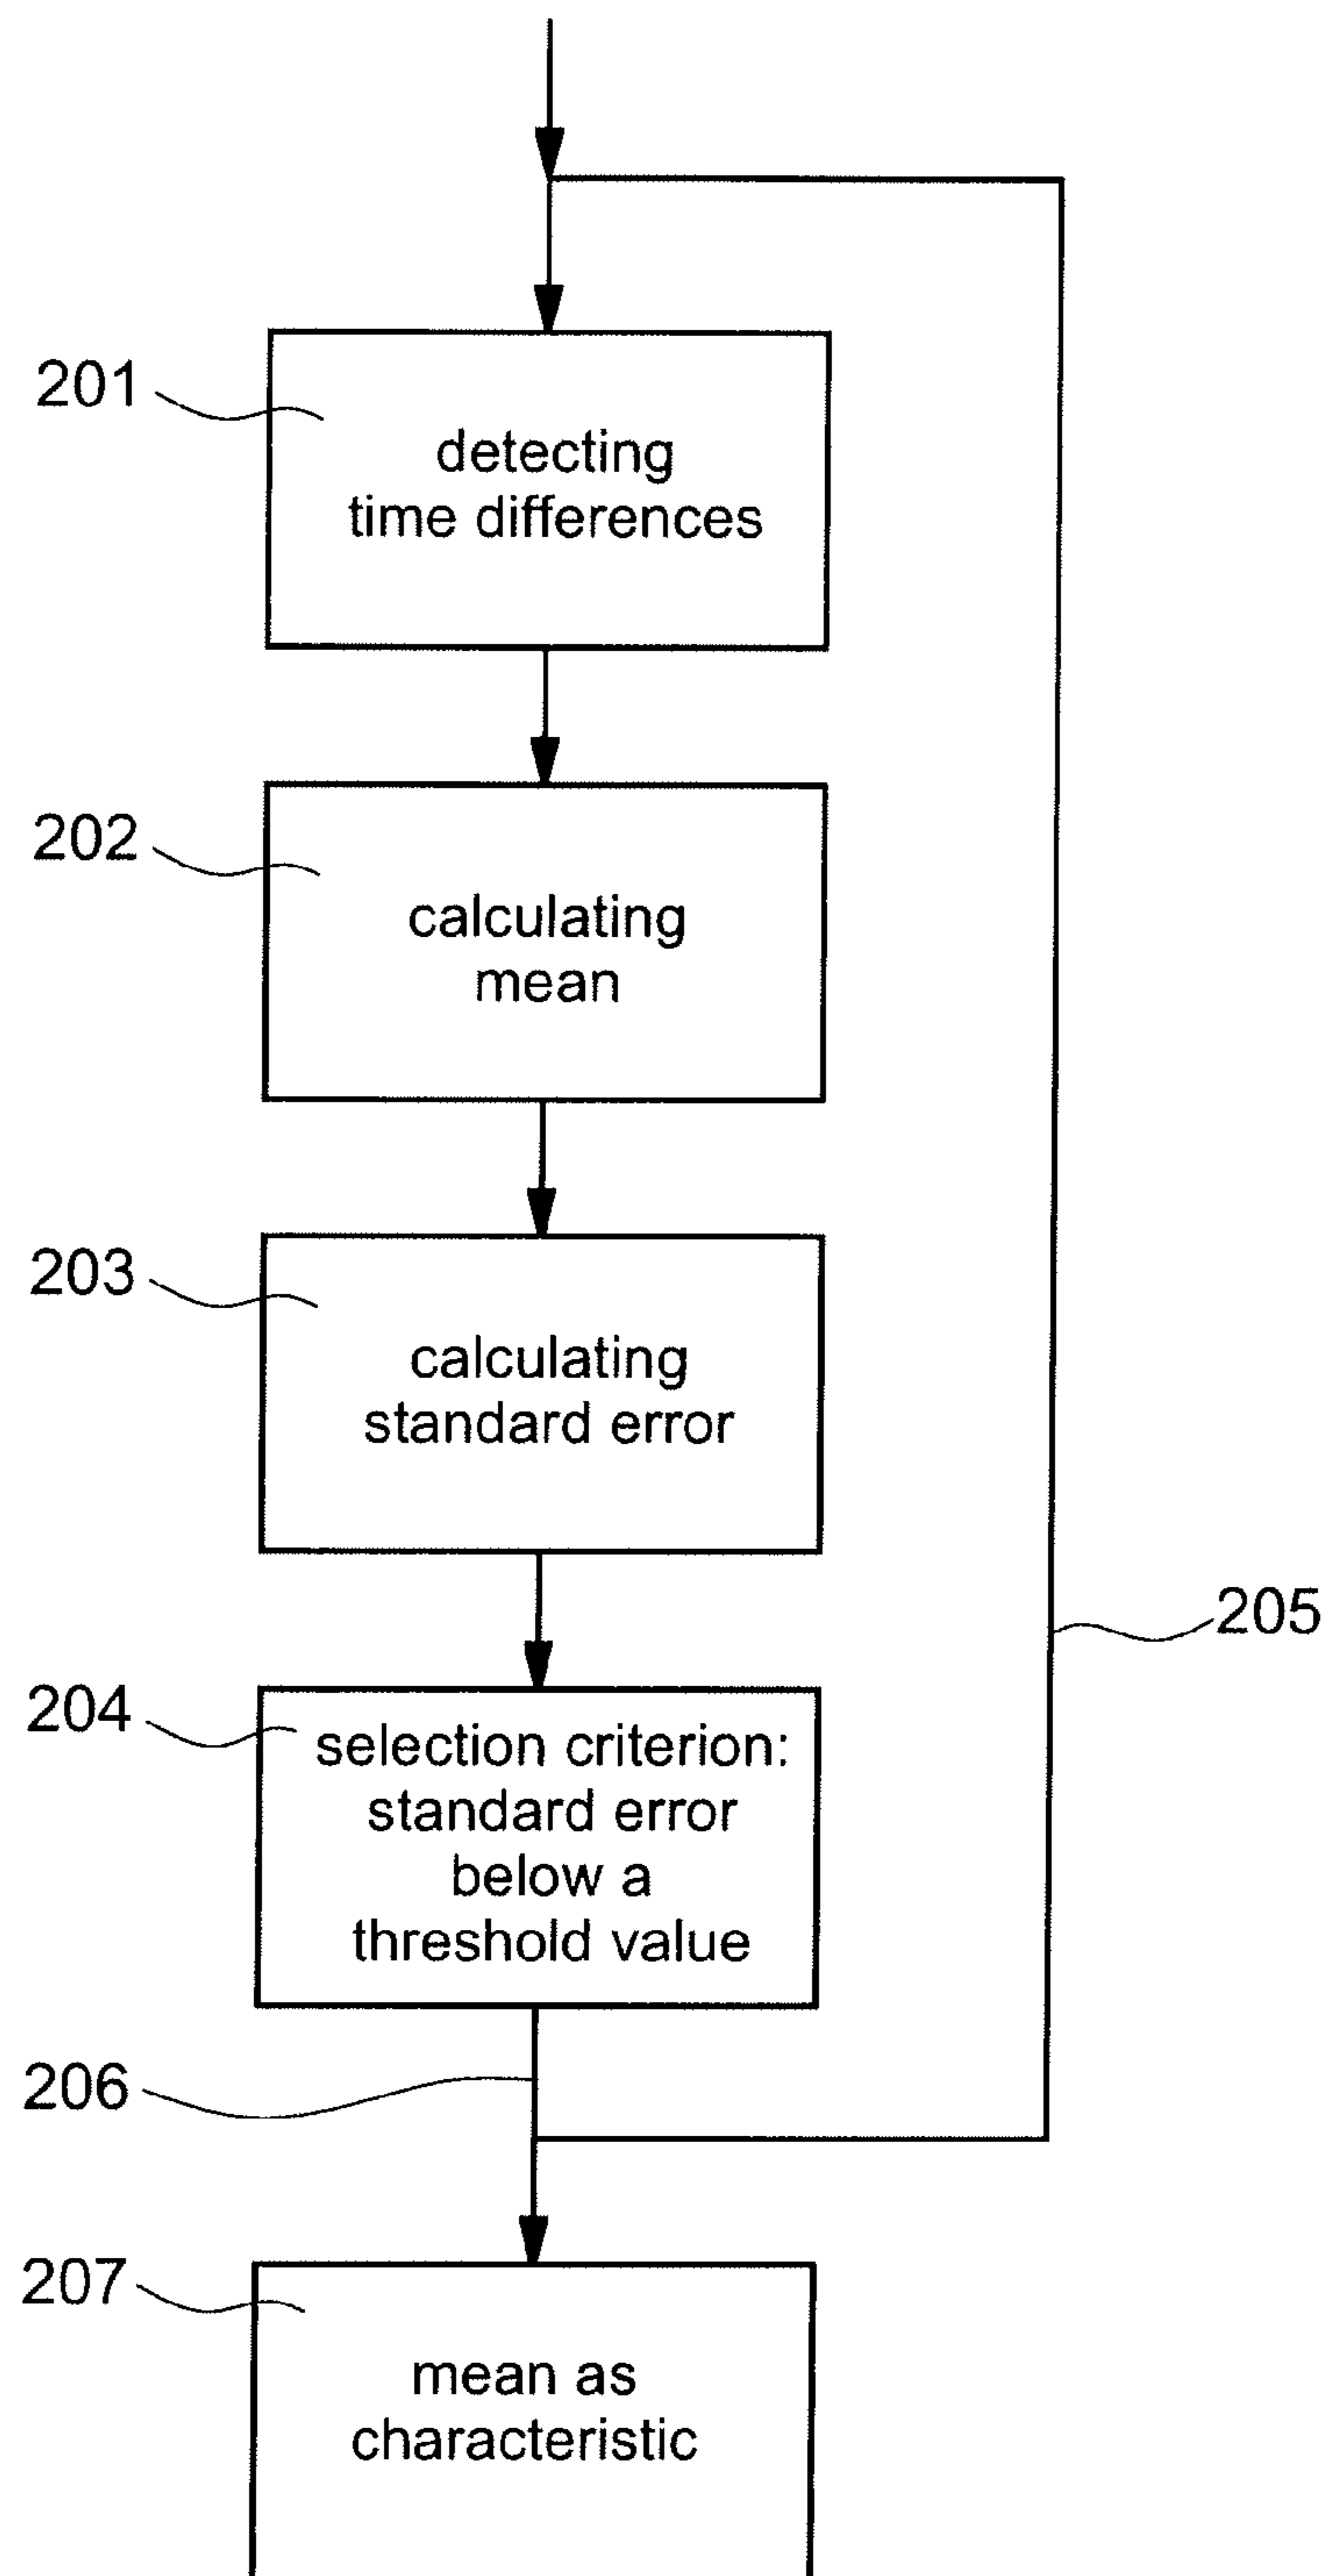 201
detecting
time differences
202
calculating
mean
203
calculating
standard error
204
selection criterion:
standard error
below a
threshold value
205
206
207
mean as
characteristic